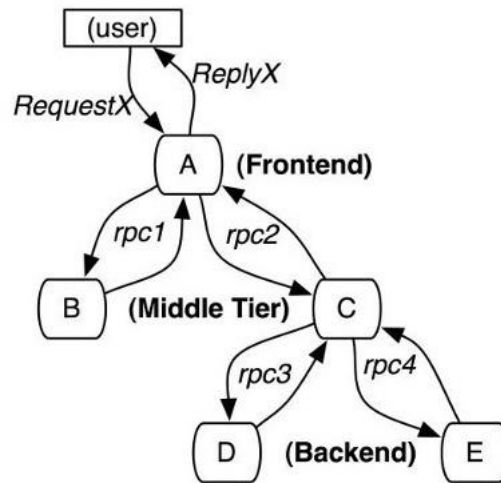 (user)
ReplyX
RequestX
A (Frontend)
rpc1 rpc2
B (Middle Tier) C
rpc3 rpc4
D (Backend) E